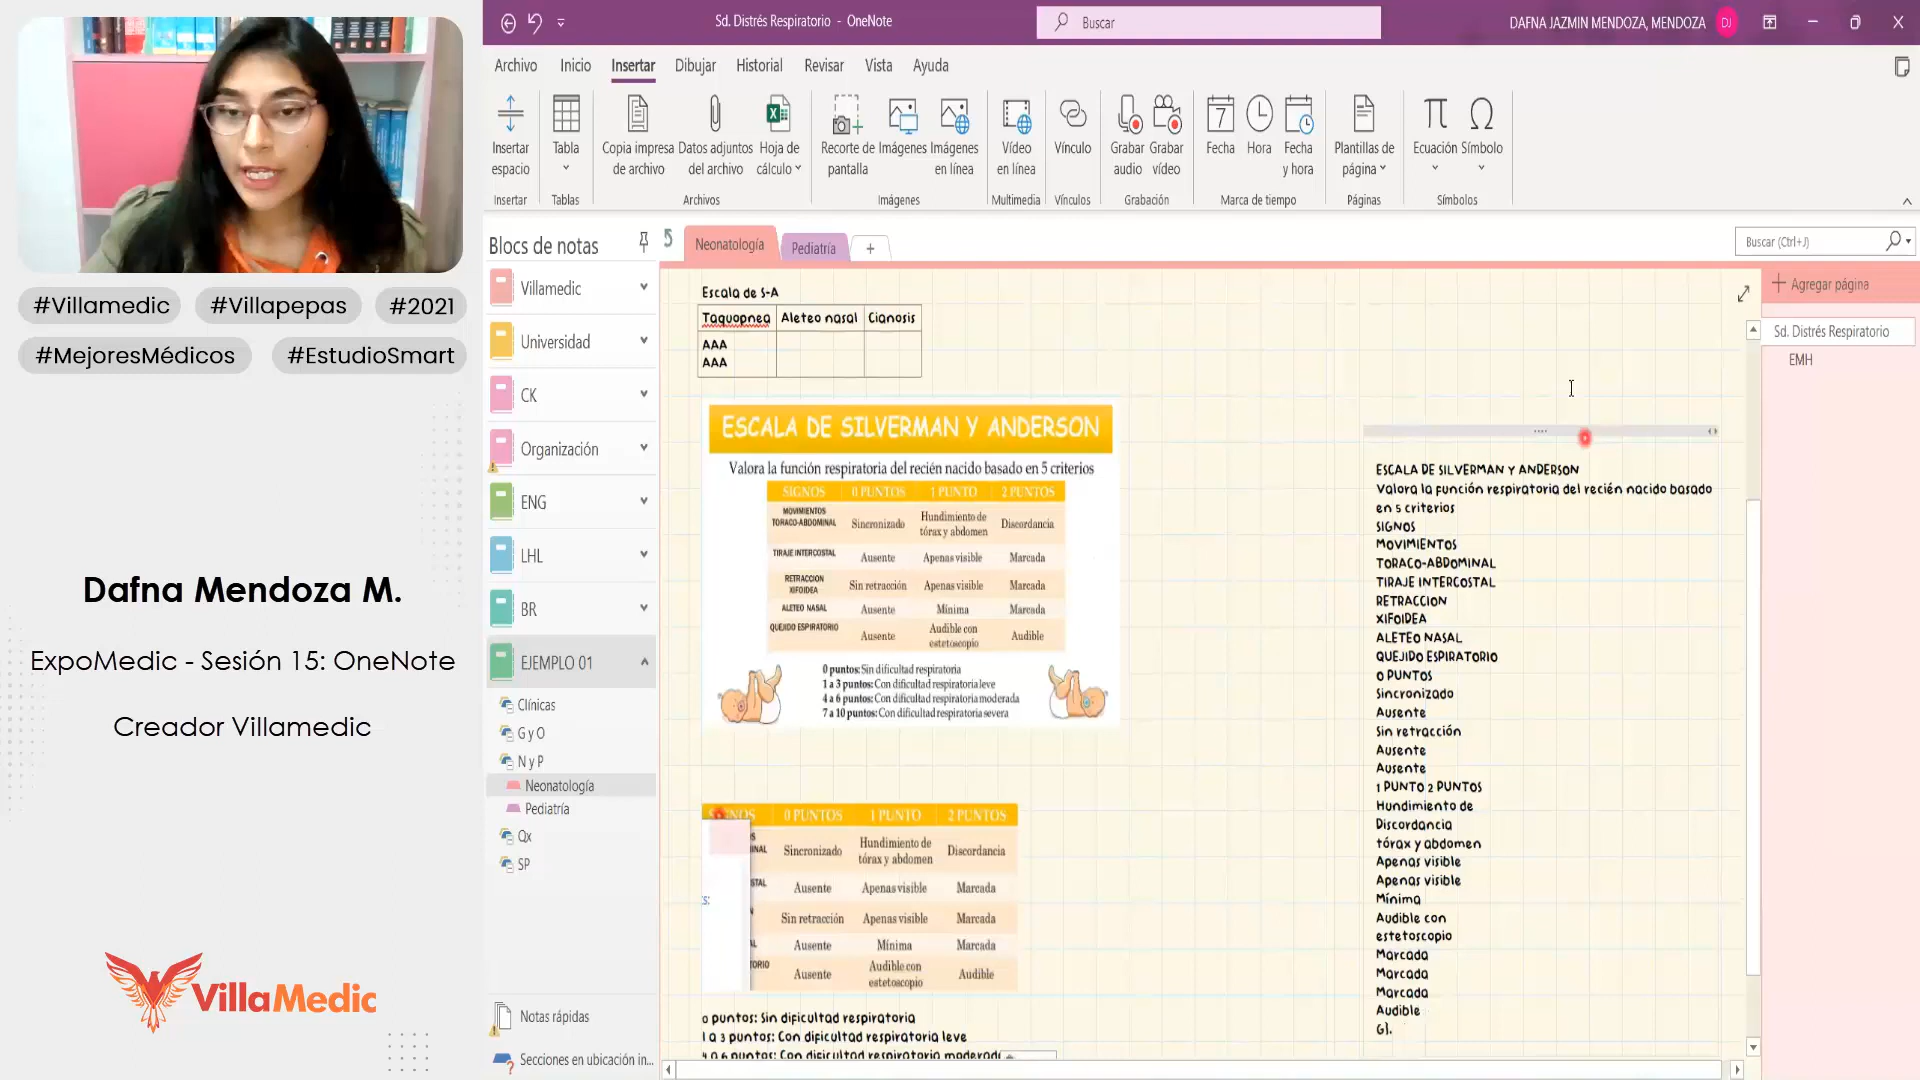 #Villamedic #Villapepas #2021
#MejoresMédicos #EstudioSmart
Dafna Mendoza M.
ExpoMedic - Sesión 15: OneNote
Creador Villamedic
VillaMedic
Sd. Distrés Respiratorio - OneNote
Buscar
DAFNA JAZMIN MENDOZA, MENDOZA
DJ
Archivo Inicio Insertar Dibujar Historial Revisar Vista Ayuda
Insertar espacio
Tabla
Copia impresa de archivo
Datos adjuntos del archivo
Hoja de cálculo
Recorte de pantalla
Imágenes
Imágenes en línea
Vídeo en línea
Vínculo
Grabar audio
Grabar vídeo
Fecha
Hora
Fecha y hora
Plantillas de página
Ecuación
Símbolo
Insertar Tablas Archivos Imágenes Multimedia Vínculos Grabación Marca de tiempo Páginas Símbolos
Blocs de notas
Villamedic
Universidad
CK
Organización
ENG
LHL
BR
EJEMPLO 01
Clínicas
G y O
N y P
Neonatología
Pediatría
Qx
SP
Notas rápidas
Secciones en ubicación in...
Neonatología Pediatría +
Buscar (Ctrl+J)
Agregar página
Sd. Distrés Respiratorio
EMH
Escala de S-A
Taquopnea Aleteo nasal Cianosis
AAA
AAA
ESCALA DE SILVERMAN Y ANDERSON
Valora la función respiratoria del recién nacido basado en 5 criterios
SIGNOS 0 PUNTOS 1 PUNTO 2 PUNTOS
MOVIMIENTOS TORACO-ABDOMINAL Sincronizado Hundimiento de tórax y abdomen Discordancia
TIRAJE INTERCOSTAL Ausente Apenas visible Marcada
RETRACCION XIFOIDEA Sin retracción Apenas visible Marcada
ALETEO NASAL Ausente Mínima Marcada
QUEJIDO ESPIRATORIO Ausente Audible con estetoscopio Audible
0 puntos: Sin dificultad respiratoria
1 a 3 puntos: Con dificultad respiratoria leve
4 a 6 puntos: Con dificultad respiratoria moderada
7 a 10 puntos: Con dificultad respiratoria severa
SIGNOS 0 PUNTOS 1 PUNTO 2 PUNTOS
Sincronizado Hundimiento de tórax y abdomen Discordancia
Ausente Apenas visible Marcada
Sin retracción Apenas visible Marcada
Ausente Mínima Marcada
Ausente Audible con estetoscopio Audible
0 puntos: Sin dificultad respiratoria
1 a 3 puntos: Con dificultad respiratoria leve
4 a 6 puntos: Con dificultad respiratoria moderada
ESCALA DE SILVERMAN Y ANDERSON
Valora la función respiratoria del recién nacido basado
en 5 criterios
SIGNOS
MOVIMIENTOS
TORACO-ABDOMINAL
TIRAJE INTERCOSTAL
RETRACCION
XIFOIDEA
ALETEO NASAL
QUEJIDO ESPIRATORIO
0 PUNTOS
Sincronizado
Ausente
Sin retracción
Ausente
Ausente
1 PUNTO 2 PUNTOS
Hundimiento de
Discordancia
tórax y abdomen
Apenas visible
Apenas visible
Mínima
Audible con
estetoscopio
Marcada
Marcada
Marcada
Audible
G].